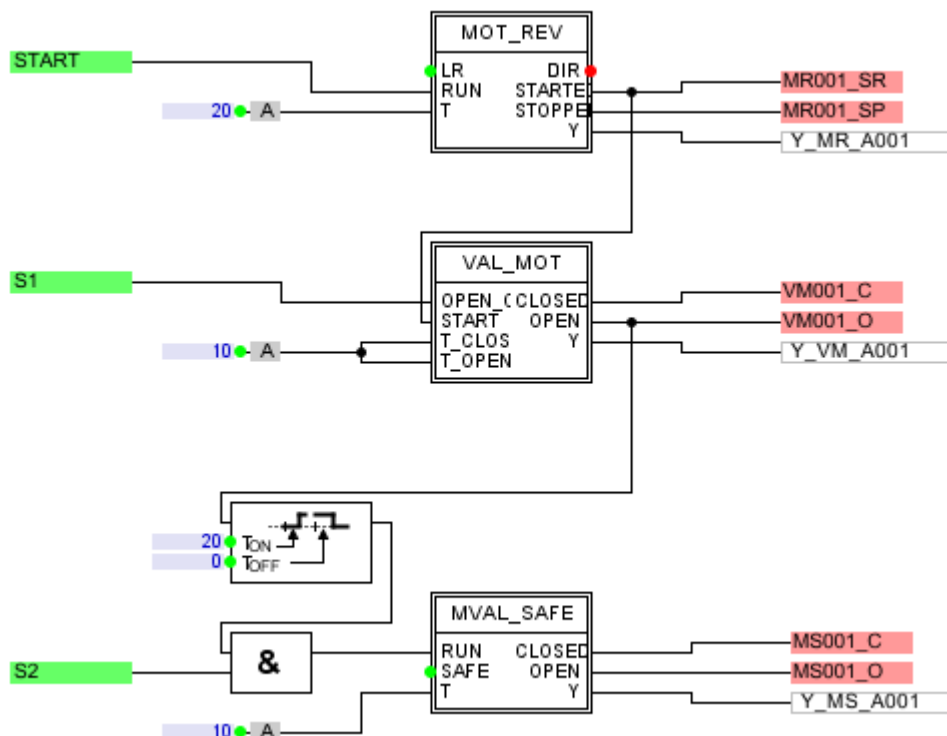 MOT_REV
START
LR DIR
RUN STARTE
20 A T STOPPE
Y
MR001_SR
MR001_SP
Y_MR_A001
VAL_MOT
S1
OPEN_C CLOSED
START OPEN
T_CLOS Y
10 A T_OPEN
VM001_C
VM001_O
Y_VM_A001
20 TON
0 TOFF
MVAL_SAFE
&
RUN CLOSED
S2 SAFE OPEN
T Y
10 A
MS001_C
MS001_O
Y_MS_A001